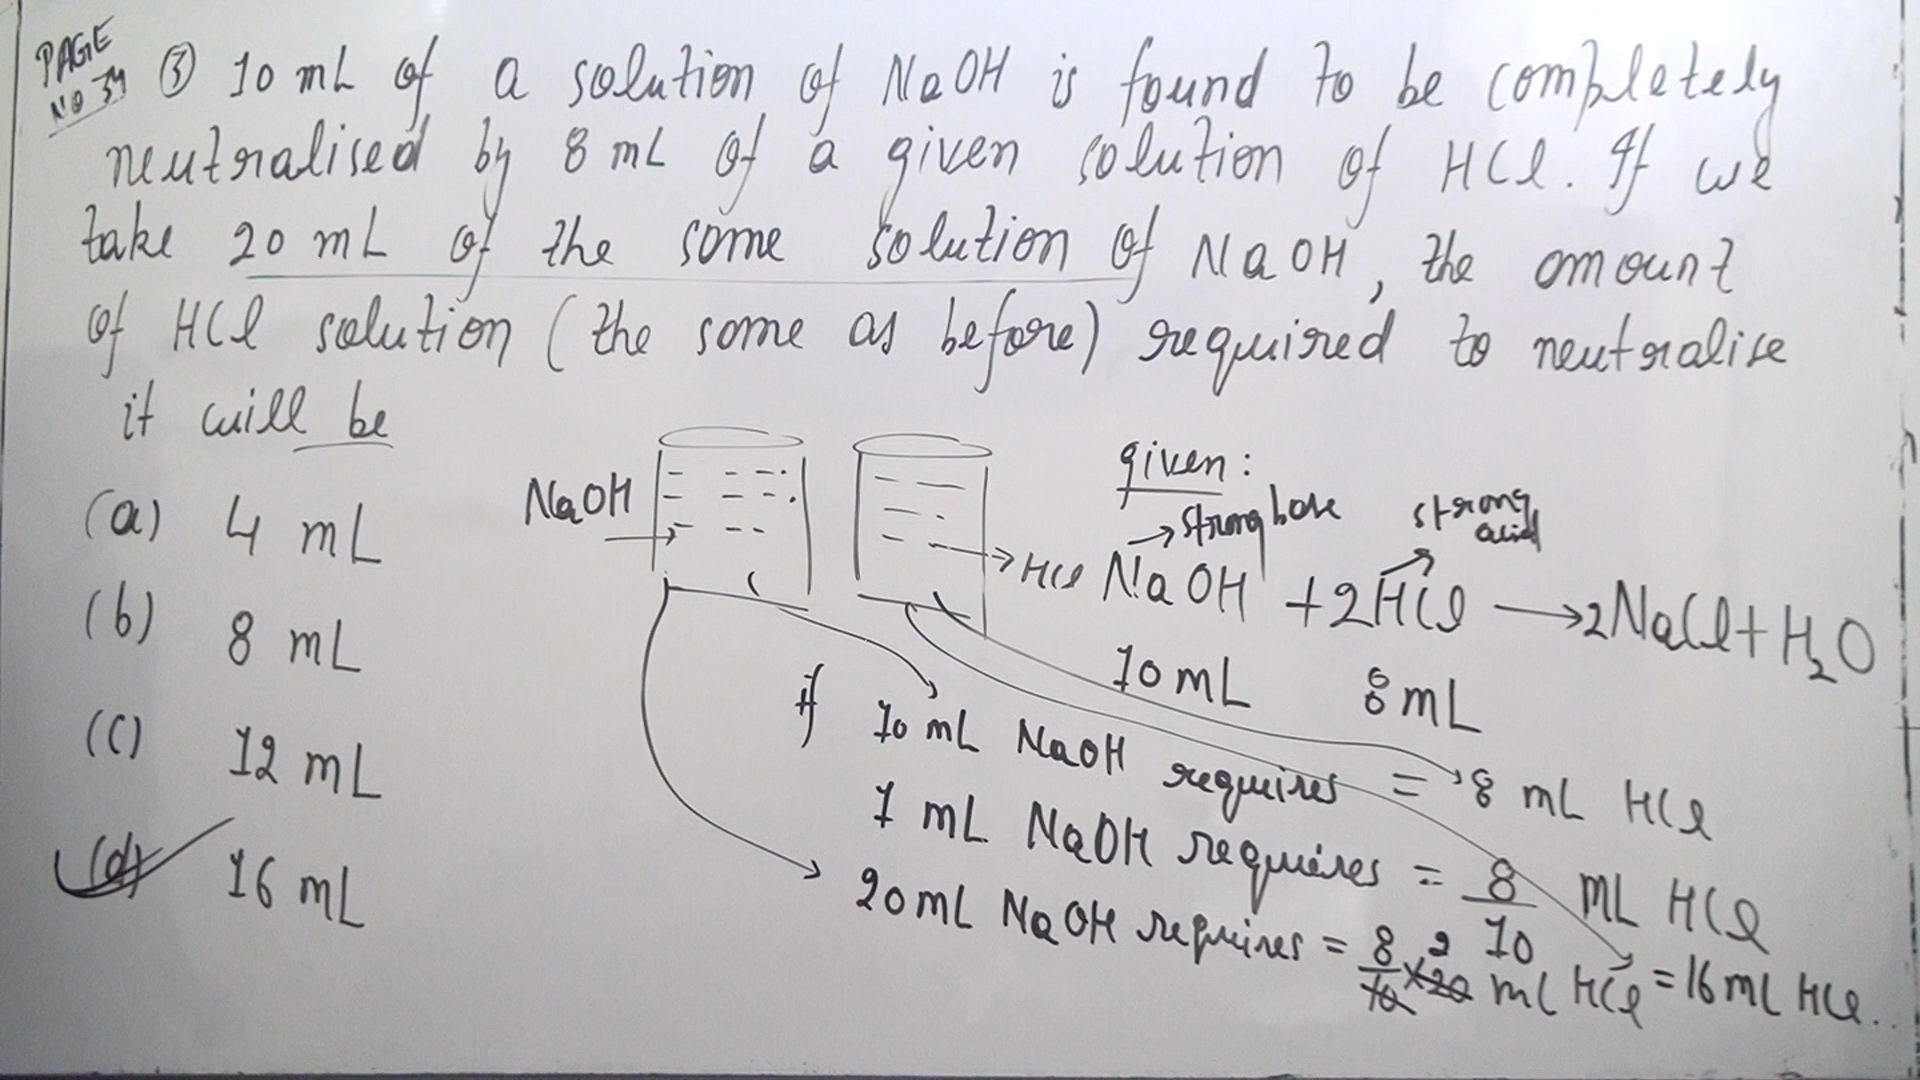 PAGE
NO 34
③ 10 mL of a solution of NaOH is found to be completely
neutralised by 8 mL of a given solution of HCl. If we
take 20 mL of the same solution of NaOH, the amount
of HCl solution (the same as before) required to neutralise
it will be
(a) 4 mL
(b) 8 mL
(c) 12 mL
(d) 16 mL
NaOH
HCl
given:
strong base
strong
acid
NaOH + 2HCl → 2NaCl + H₂O
10 mL 8 mL
if 10 mL NaOH requires = 8 mL HCl
1 mL NaOH requires = 8/10 mL HCl
20 mL NaOH requires = 8/10 × 20 2 mL HCl = 16 mL HCl..